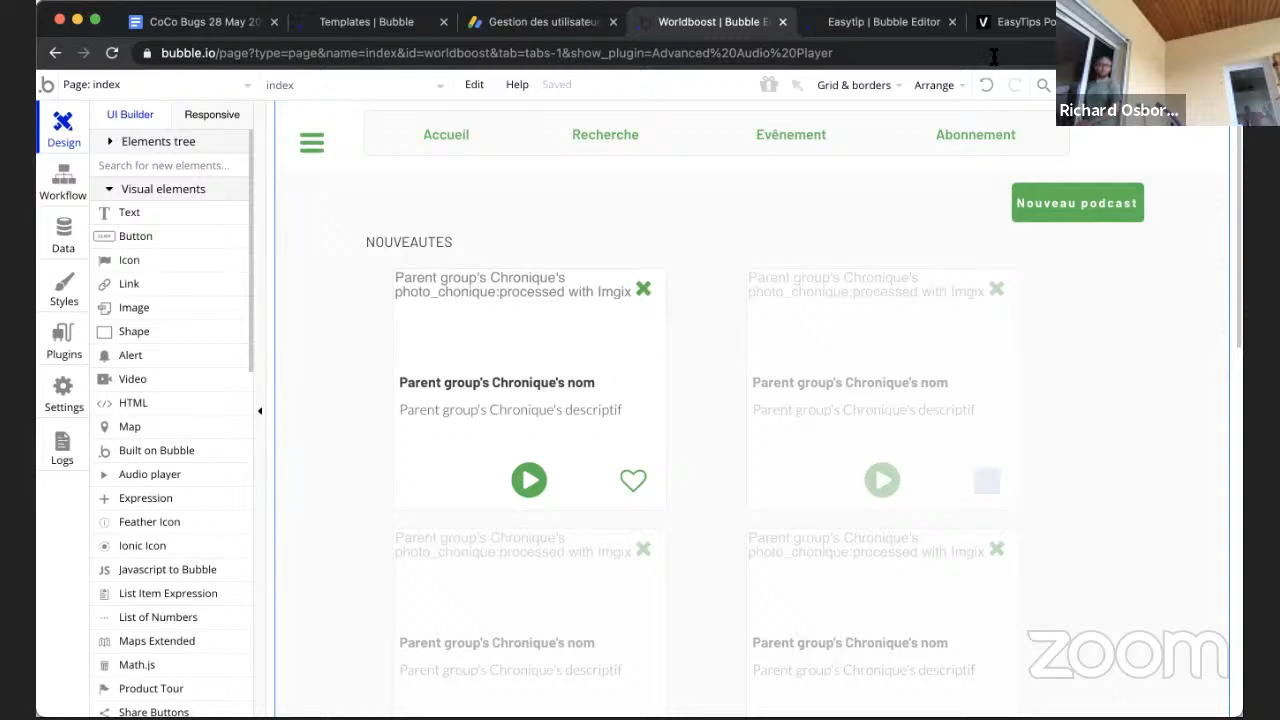 CoCo Bugs 28 May 20
Templates | Bubble
Gestion des utilisateur
Worldboost | Bubble E
Easytip | Bubble Editor
EasyTips Po
bubble.io/page?type=page&name=index&id=worldboost&tab=tabs-1&show_plugin=Advanced%20Audio%20Player
Richard Osbor...
Page: index
index
Edit
Help
Saved
Grid & borders
Arrange
UI Builder
Responsive
Design
Workflow
Data
Styles
Plugins
Settings
Logs
Elements tree
Search for new elements...
Visual elements
Text
Button
Icon
Link
Image
Shape
Alert
Video
HTML
Map
Built on Bubble
Audio player
Expression
Feather Icon
Ionic Icon
Javascript to Bubble
List Item Expression
List of Numbers
Maps Extended
Math.js
Product Tour
Share Buttons
Accueil
Recherche
Evênement
Abonnement
Nouveau podcast
NOUVEAUTES
Parent group's Chronique's
photo_chonique:processed with Imgix
Parent group's Chronique's nom
Parent group's Chronique's descriptif
Parent group's Chronique's
photo_chonique:processed with Imgix
Parent group's Chronique's nom
Parent group's Chronique's descriptif
Parent group's Chronique's
photo_chonique:processed with Imgix
Parent group's Chronique's nom
Parent group's Chronique's descriptif
Parent group's Chronique's
photo_chonique:processed with Imgix
Parent group's Chronique's nom
Parent group's Chronique's descriptif
zoom